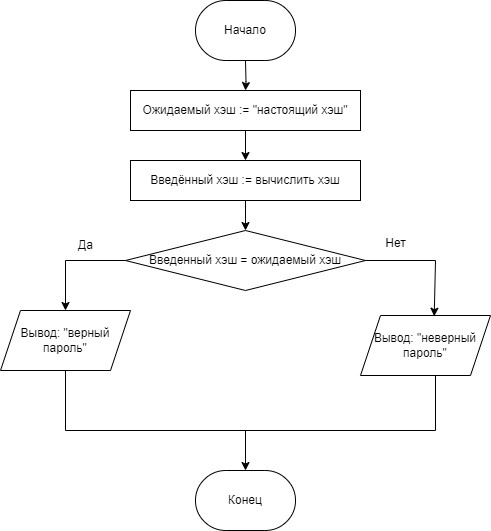 Начало
Ожидаемый хэш := "настоящий хэш"
Введённый хэш := вычислить хэш
Да
Нет
Введенный хэш = ожидаемый хэш
Вывод: "верный
пароль"
Вывод: "неверный
пароль"
Конец